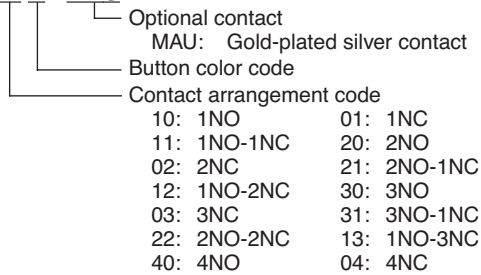 Optional contact
MAU: Gold-plated silver contact
Button color code
Contact arrangement code
10: 1NO 01: 1NC
11: 1NO-1NC 20: 2NO
02: 2NC 21: 2NO-1NC
12: 1NO-2NC 30: 3NO
03: 3NC 31: 3NO-1NC
22: 2NO-2NC 13: 1NO-3NC
40: 4NO 04: 4NC